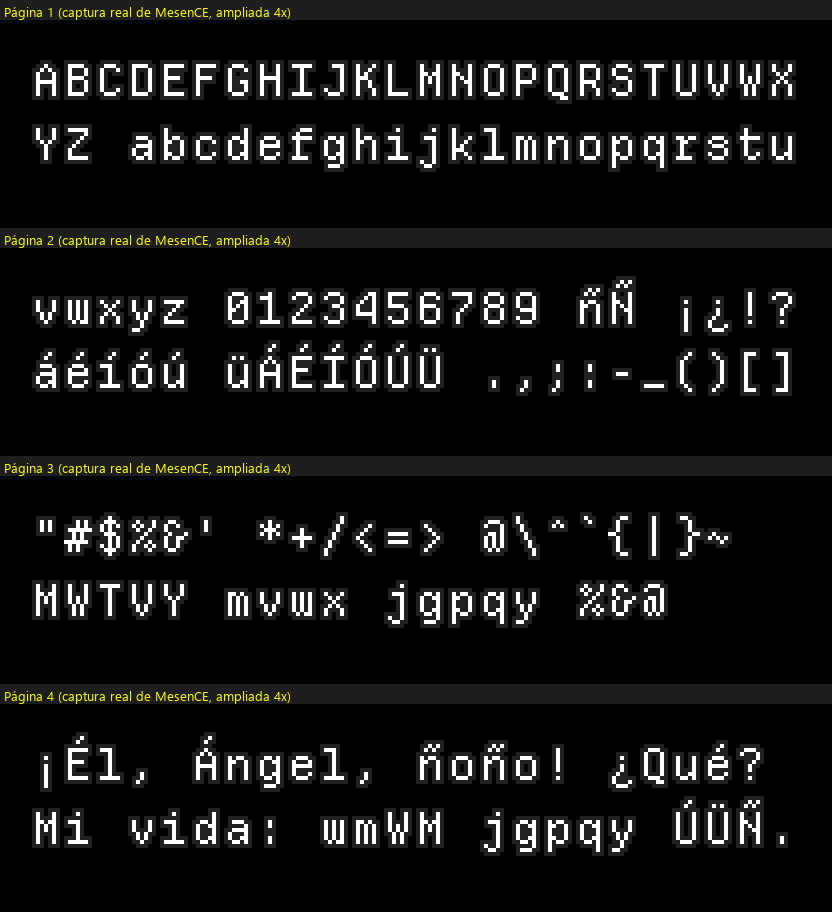 Página 1 (captura real de MesenCE, ampliada 4x)
ABCDEFGHIJKLMNOPQRSTUVWX
YZ abcdefghijklmnopqrstu
Página 2 (captura real de MesenCE, ampliada 4x)
vwxyz 0123456789 ñÑ ¡¿!?
áéíóú üÁÉÍÓÚÜ .,;:-_()[]
Página 3 (captura real de MesenCE, ampliada 4x)
"#$%&' *+/<=> @\^`{|}~
MWTVY mvwx jgpqy %&@
Página 4 (captura real de MesenCE, ampliada 4x)
¡Él, Ángel, ñoño! ¿Qué?
Mi vida: wmWM jgpqy ÚÜÑ.